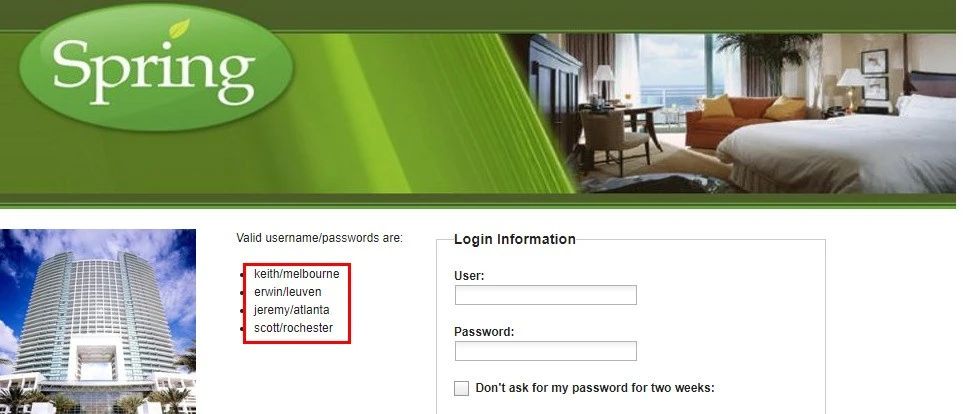 Spring
Valid username/passwords are:
keith/melbourne
erwin/leuven
jeremy/atlanta
scott/rochester
Login Information
User:
Password:
Don't ask for my password for two weeks: